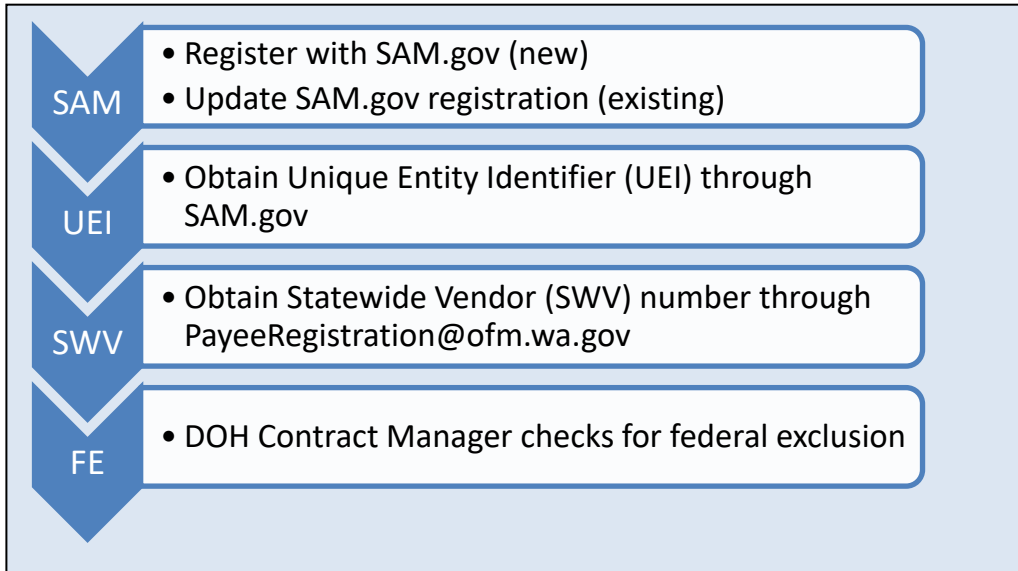 SAM
• Register with SAM.gov (new)
• Update SAM.gov registration (existing)
UEI
• Obtain Unique Entity Identifier (UEI) through
SAM.gov
SWV
• Obtain Statewide Vendor (SWV) number through
PayeeRegistration@ofm.wa.gov
FE
• DOH Contract Manager checks for federal exclusion